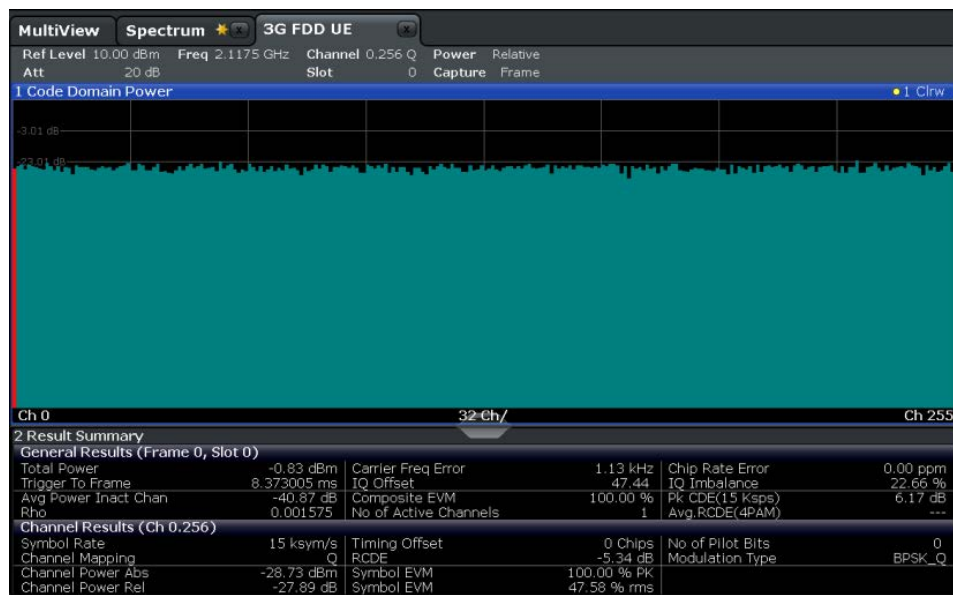 MultiView Spectrum 3G FDD UE
Ref Level 10.00 dBm Freq 2.1175 GHz Channel 0.256 Q Power Relative
Att 20 dB Slot 0 Capture Frame
1 Code Domain Power 1 Clrw
-3.01 dB
-23.01 dB
Ch 0 32 Ch/ Ch 255
2 Result Summary
General Results (Frame 0, Slot 0)
Total Power -0.83 dBm Carrier Freq Error 1.13 kHz Chip Rate Error 0.00 ppm
Trigger To Frame 8.373005 ms IQ Offset 47.44 IQ Imbalance 22.66 %
Avg Power Inact Chan -40.87 dB Composite EVM 100.00 % Pk CDE(15 Ksps) 6.17 dB
Rho 0.001575 No of Active Channels 1 Avg.RCDE(4PAM) ---
Channel Results (Ch 0.256)
Symbol Rate 15 ksym/s Timing Offset 0 Chips No of Pilot Bits 0
Channel Mapping Q RCDE -5.34 dB Modulation Type BPSK_Q
Channel Power Abs -28.73 dBm Symbol EVM 100.00 % PK
Channel Power Rel -27.89 dB Symbol EVM 47.58 % rms